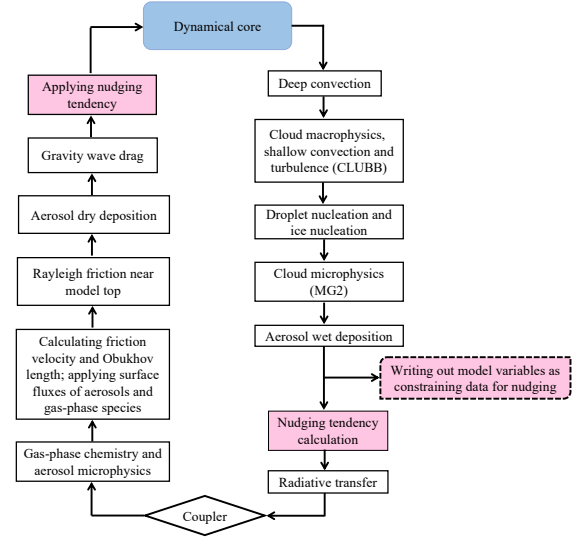 Dynamical core
Deep convection
Cloud macrophysics,
shallow convection and
turbulence (CLUBB)
Droplet nucleation and
ice nucleation
Cloud microphysics
(MG2)
Aerosol wet deposition
Writing out model variables as
constraining data for nudging
Nudging tendency
calculation
Radiative transfer
Coupler
Gas-phase chemistry and
aerosol microphysics
Calculating friction
velocity and Obukhov
length; applying surface
fluxes of aerosols and
gas-phase species
Rayleigh friction near
model top
Aerosol dry deposition
Gravity wave drag
Applying nudging
tendency